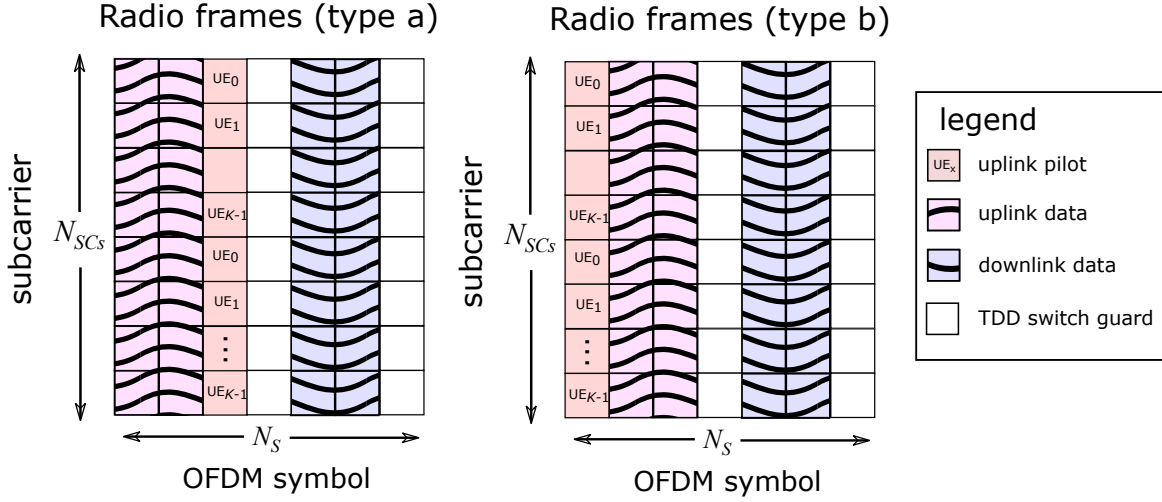 Radio frames (type a)
subcarrier
N_SCs
UE0
UE1
UEK-1
UE0
UE1
⋮
UEK-1
N_S
OFDM symbol
Radio frames (type b)
subcarrier
N_SCs
UE0
UE1
UEK-1
UE0
UE1
⋮
UEK-1
N_S
OFDM symbol
legend
UEx uplink pilot
uplink data
downlink data
TDD switch guard